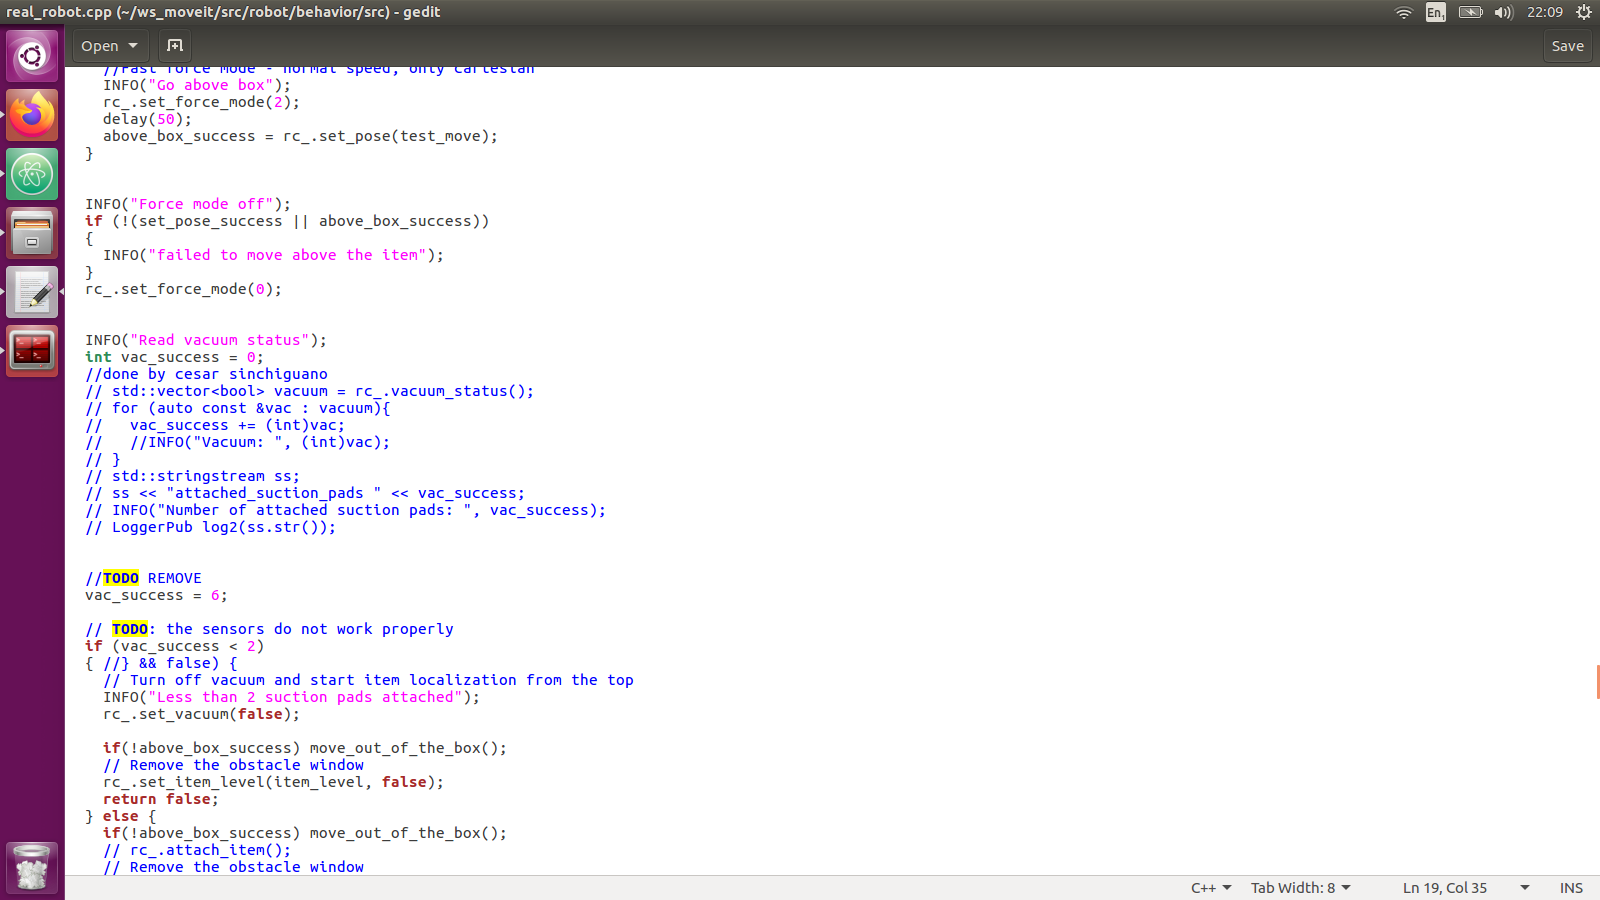 real_robot.cpp (~/ws_moveit/src/robot/behavior/src) - gedit
En1
22:09
Open
Save
//Fast force mode - normal speed, only cartesian
INFO("Go above box");
rc_.set_force_mode(2);
delay(50);
above_box_success = rc_.set_pose(test_move);
}
INFO("Force mode off");
if (!(set_pose_success || above_box_success))
{
INFO("failed to move above the item");
}
rc_.set_force_mode(0);
INFO("Read vacuum status");
int vac_success = 0;
//done by cesar sinchiguano
// std::vector<bool> vacuum = rc_.vacuum_status();
// for (auto const &vac : vacuum){
//   vac_success += (int)vac;
//   //INFO("Vacuum: ", (int)vac);
// }
// std::stringstream ss;
// ss << "attached_suction_pads " << vac_success;
// INFO("Number of attached suction pads: ", vac_success);
// LoggerPub log2(ss.str());
//TODO REMOVE
vac_success = 6;
// TODO: the sensors do not work properly
if (vac_success < 2)
{ //} && false) {
// Turn off vacuum and start item localization from the top
INFO("Less than 2 suction pads attached");
rc_.set_vacuum(false);
if(!above_box_success) move_out_of_the_box();
// Remove the obstacle window
rc_.set_item_level(item_level, false);
return false;
} else {
if(!above_box_success) move_out_of_the_box();
// rc_.attach_item();
// Remove the obstacle window
C++
Tab Width: 8
Ln 19, Col 35
INS